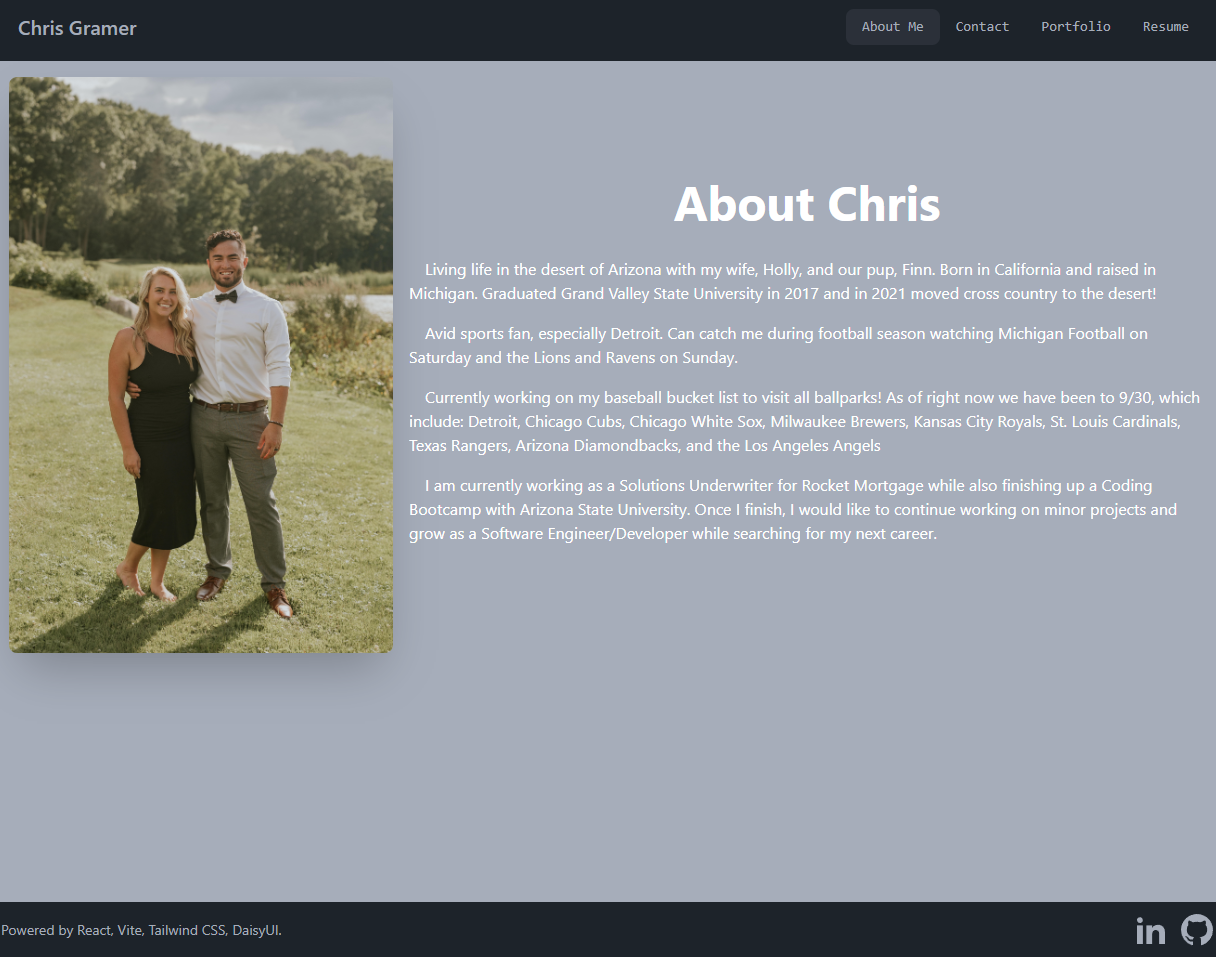 Chris Gramer
About Me
Contact
Portfolio
Resume
About Chris
Living life in the desert of Arizona with my wife, Holly, and our pup, Finn. Born in California and raised in
Michigan. Graduated Grand Valley State University in 2017 and in 2021 moved cross country to the desert!
Avid sports fan, especially Detroit. Can catch me during football season watching Michigan Football on
Saturday and the Lions and Ravens on Sunday.
Currently working on my baseball bucket list to visit all ballparks! As of right now we have been to 9/30, which
include: Detroit, Chicago Cubs, Chicago White Sox, Milwaukee Brewers, Kansas City Royals, St. Louis Cardinals,
Texas Rangers, Arizona Diamondbacks, and the Los Angeles Angels
I am currently working as a Solutions Underwriter for Rocket Mortgage while also finishing up a Coding
Bootcamp with Arizona State University. Once I finish, I would like to continue working on minor projects and
grow as a Software Engineer/Developer while searching for my next career.
Powered by React, Vite, Tailwind CSS, DaisyUI.
in